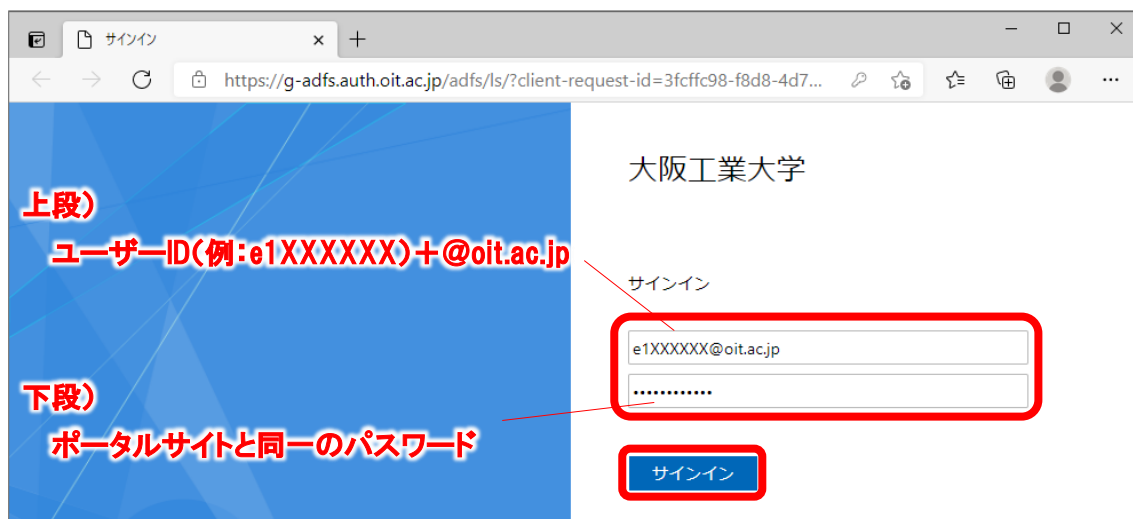 サインイン
https://g-adfs.auth.oit.ac.jp/adfs/ls/?client-request-id=3fcffc98-f8d8-4d7...
大阪工業大学
上段）
ユーザーID（例：e1XXXXXX）＋@oit.ac.jp
サインイン
e1XXXXXX@oit.ac.jp
下段）
ポータルサイトと同一のパスワード
サインイン